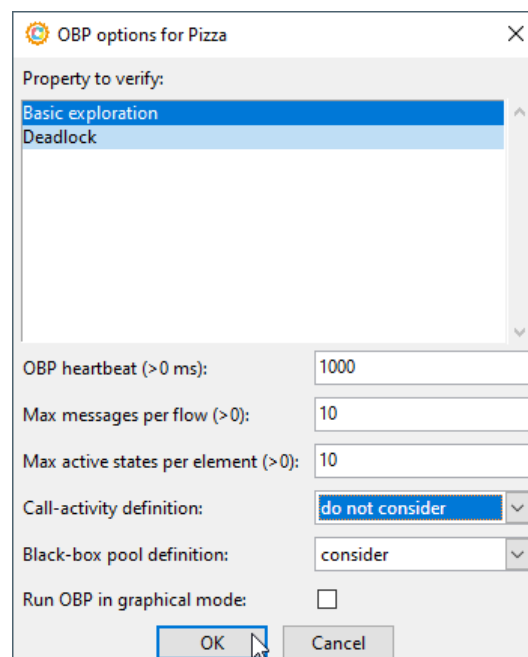 OBP options for Pizza
Property to verify:
Basic exploration
Deadlock
OBP heartbeat (>0 ms): 1000
Max messages per flow (>0): 10
Max active states per element (>0): 10
Call-activity definition: do not consider
Black-box pool definition: consider
Run OBP in graphical mode:
OK Cancel